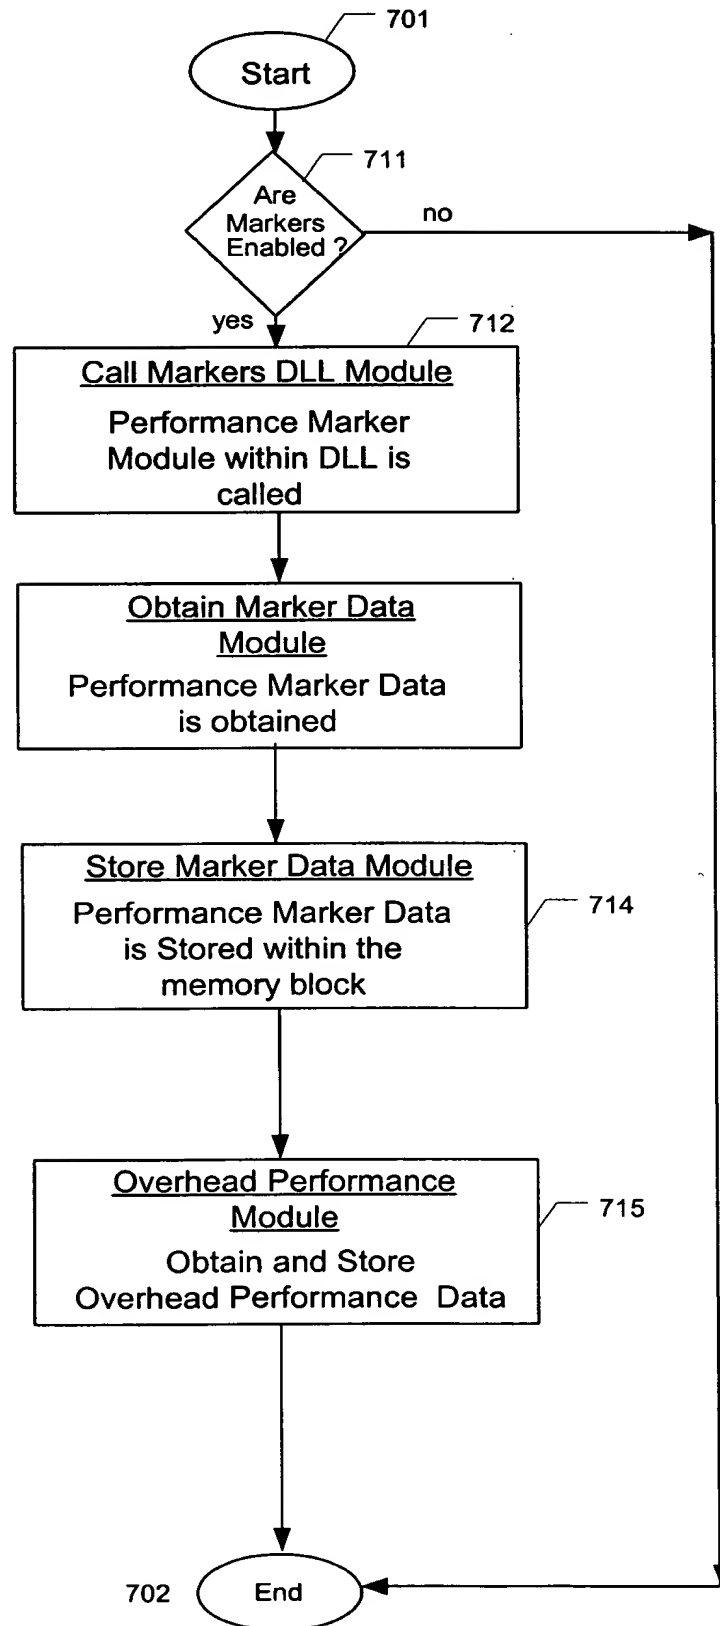 701
Start
711
Are
Markers
Enabled ?
no
yes
712
Call Markers DLL Module
Performance Marker
Module within DLL is
called
Obtain Marker Data
Module
Performance Marker Data
is obtained
Store Marker Data Module
Performance Marker Data
is Stored within the
memory block
714
Overhead Performance
Module
Obtain and Store
Overhead Performance Data
715
702
End